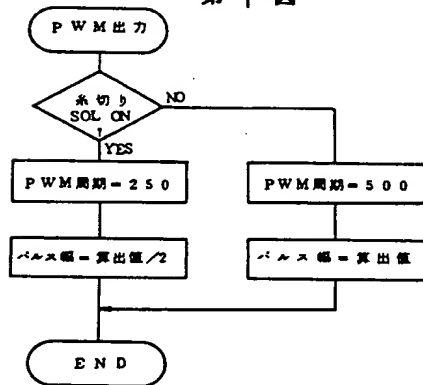 PWM出力
糸切り
SOL ON
?
NO
YES
PWM周期=250
PWM周期=500
パルス幅=算出値/2
パルス幅=算出値
END